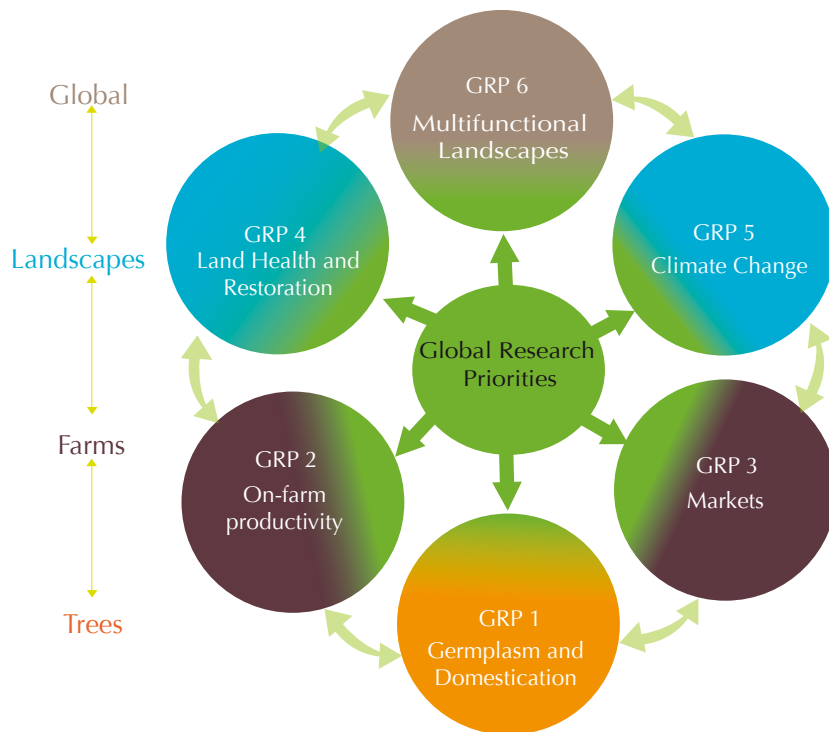 Global
Landscapes
Farms
Trees
GRP 6
Multifunctional
Landscapes
GRP 4
Land Health and
Restoration
GRP 5
Climate Change
Global Research
Priorities
GRP 2
On-farm
productivity
GRP 3
Markets
GRP 1
Germplasm and
Domestication